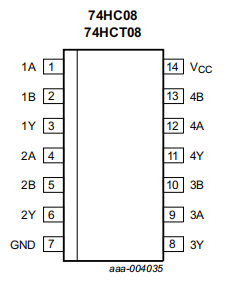 74HC08
74HCT08
1A 1 14 VCC
1B 2 13 4B
1Y 3 12 4A
2A 4 11 4Y
2B 5 10 3B
2Y 6 9 3A
GND 7 8 3Y
aaa-004035